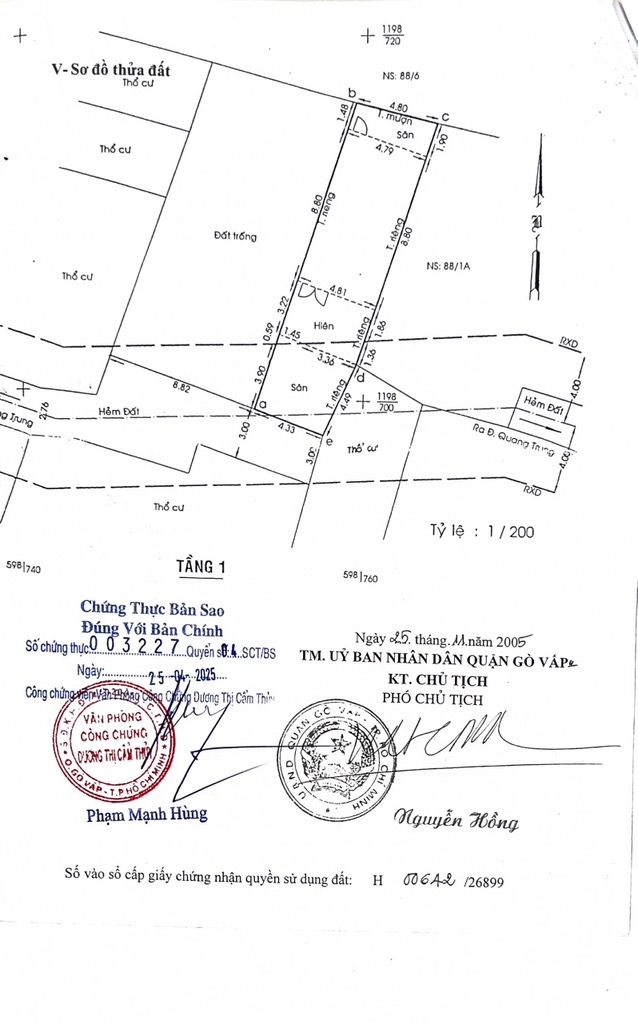 1198
720
V- Sơ đồ thửa đất
Thổ cư
NS: 88/6
b
4.80
T. mượn
c
1.48
Sân
1.90
4.79
Thổ cư
8.80
T. riêng
Đất trống
T. riêng
8.80
NS: 88/1A
Thổ cư
4.81
3.22
Hiên
T. riêng
1.86
0.59
1.45
3.36
1.36
RXD
d
8.82
3.90
Sân
T. riêng
4.49
1198
700
4.00
Hẻm Đất
2.76
Hẻm Đất
a
4.33
e
3.00
3.00
Thổ cư
Ra Đ. Quang Trung
4.00
RXD
Thổ cư
Tỷ lệ : 1 / 200
598|740
TẦNG 1
598|760
Chứng Thực Bản Sao
Đúng Với Bản Chính
Số chứng thực 003227 Quyển số 04 SCT/BS
Ngày: 25-04-2025
Công chứng viên Văn Phòng Công Chứng Dương Thị Cẩm Thủy
VĂN PHÒNG
CÔNG CHỨNG
DƯƠNG THỊ CẨM THỦY
Q.GÒ VẤP - T.P HỒ CHÍ MINH
Phạm Mạnh Hùng
Ngày 25. tháng .11. năm 2005
TM. UỶ BAN NHÂN DÂN QUẬN GÒ VẤP
KT. CHỦ TỊCH
PHÓ CHỦ TỊCH
UBND QUẬN GÒ VẤP - TP HỒ CHÍ MINH
Nguyễn Hồng
Số vào sổ cấp giấy chứng nhận quyền sử dụng đất: H 00642 /26899